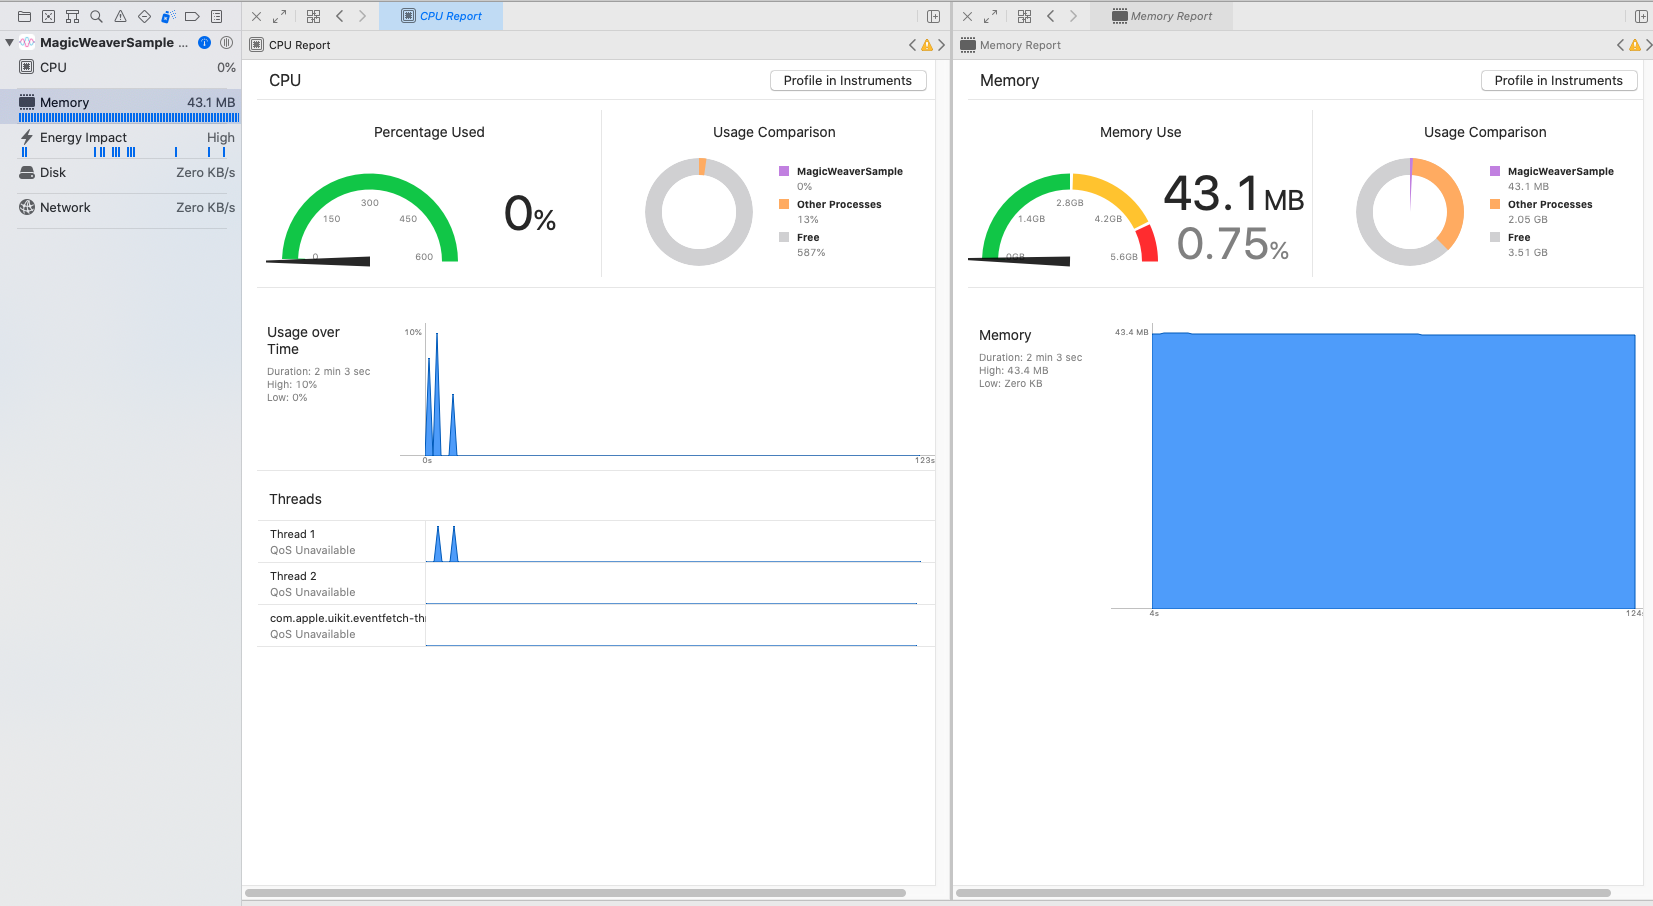 MagicWeaverSample ...
CPU 0%
Memory 43.1 MB
Energy Impact High
Disk Zero KB/s
Network Zero KB/s
CPU Report
CPU Report
CPU
Profile in Instruments
Percentage Used
0
150
300
450
600
0%
Usage Comparison
MagicWeaverSample
0%
Other Processes
13%
Free
587%
Usage over
Time
Duration: 2 min 3 sec
High: 10%
Low: 0%
10%
0s
123s
Threads
Thread 1
QoS Unavailable
Thread 2
QoS Unavailable
com.apple.uikit.eventfetch-th
QoS Unavailable
Memory Report
Memory Report
Memory
Profile in Instruments
Memory Use
0GB
1.4GB
2.8GB
4.2GB
5.6GB
43.1 MB
0.75%
Usage Comparison
MagicWeaverSample
43.1 MB
Other Processes
2.05 GB
Free
3.51 GB
Memory
Duration: 2 min 3 sec
High: 43.4 MB
Low: Zero KB
43.4 MB
4s
124s